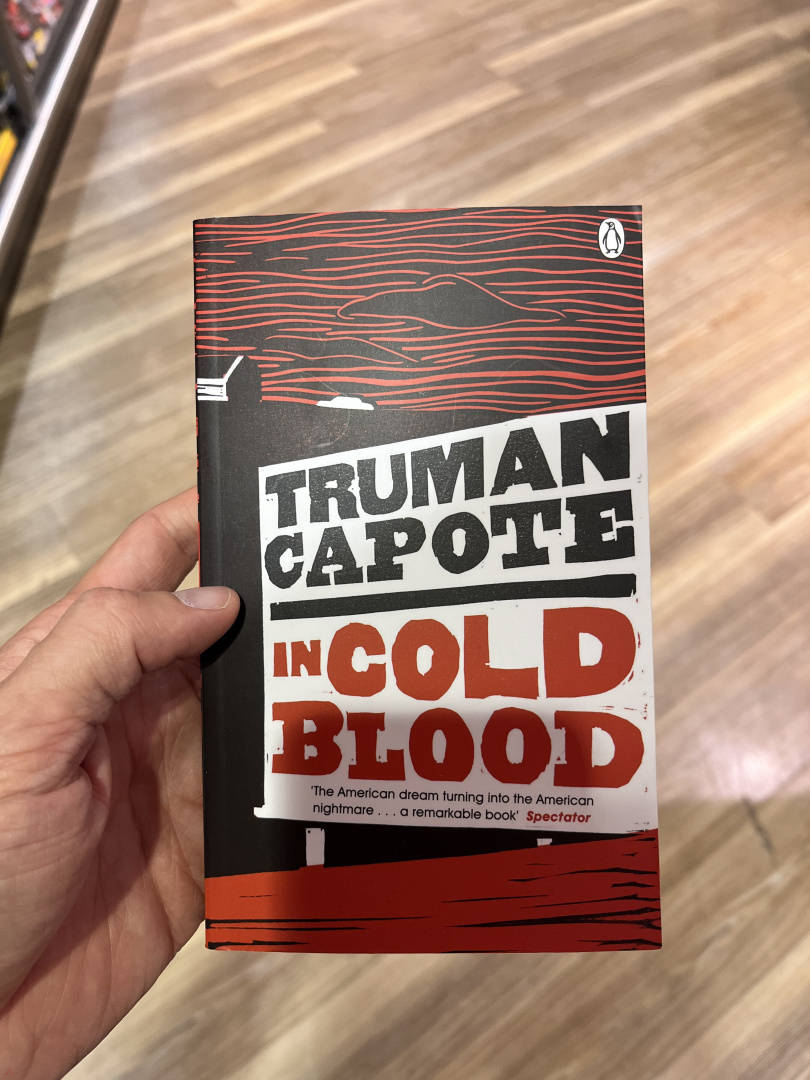 TRUMAN
CAPOTE
IN COLD
BLOOD
'The American dream turning into the American
nightmare . . . a remarkable book' Spectator